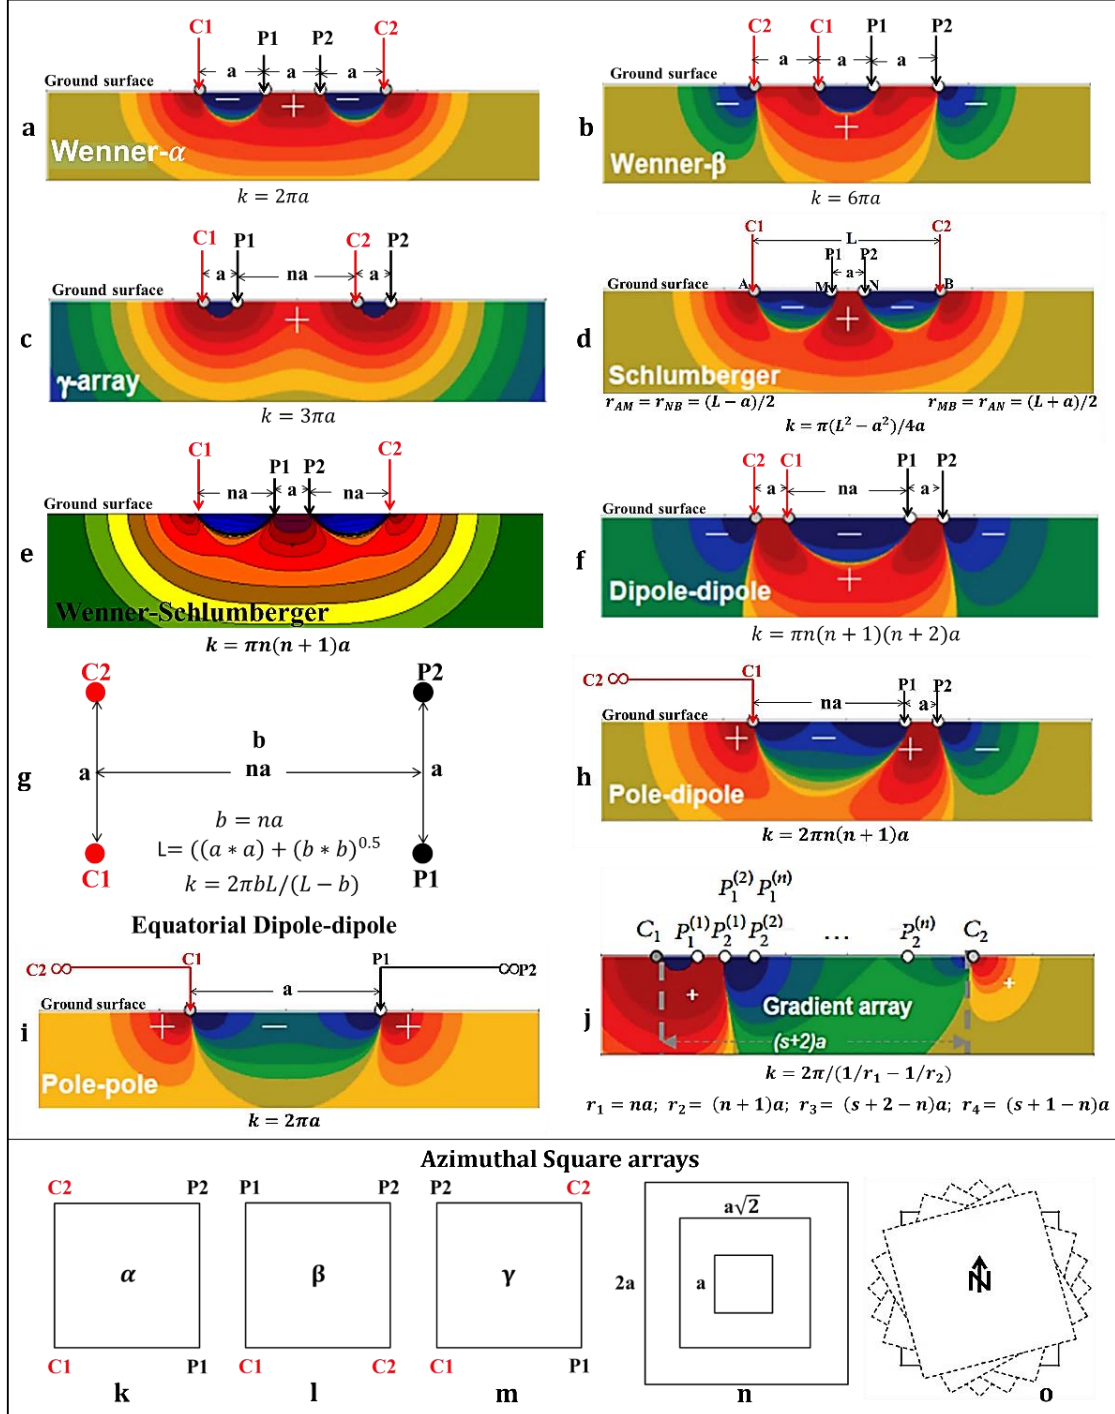 C1 P1 P2 C2
a a a
Ground surface
a
Wenner-α
k = 2πa
C2 C1 P1 P2
a a a
Ground surface
b
Wenner-β
k = 6πa
C1 P1 C2 P2
a na a
Ground surface
c
γ-array
k = 3πa
C1 C2
L
P1 P2
a
Ground surface A M N B
d
Schlumberger
r_AM = r_NB = (L − a)/2 r_MB = r_AN = (L + a)/2
k = π(L² − a²)/4a
C1 P1 P2 C2
na a na
Ground surface
e
Wenner-Schlumberger
k = πn(n + 1)a
C2 C1 P1 P2
a na a
Ground surface
f
Dipole-dipole
k = πn(n + 1)(n + 2)a
C2 P2
b
g a na a
b = na
L= ((a * a) + (b * b)^0.5
k = 2πbL/(L − b)
C1 P1
Equatorial Dipole-dipole
C2 ∞ C1 P1 P2
na a
Ground surface
h
Pole-dipole
k = 2πn(n + 1)a
C2 ∞ C1 P1 ∞ P2
a
Ground surface
i
Pole-pole
k = 2πa
P₁⁽²⁾ P₁⁽ⁿ⁾
C₁ P₁⁽¹⁾ P₂⁽¹⁾ P₂⁽²⁾ ... P₂⁽ⁿ⁾ C₂
j
Gradient array
(s+2)a
k = 2π/(1/r₁ − 1/r₂)
r₁ = na; r₂ = (n + 1)a; r₃ = (s + 2 − n)a; r₄ = (s + 1 − n)a
Azimuthal Square arrays
C2 P2
α
C1 P1
k
P1 P2
β
C1 C2
l
P2 C2
γ
C1 P1
m
a√2
2a a
n
N
o